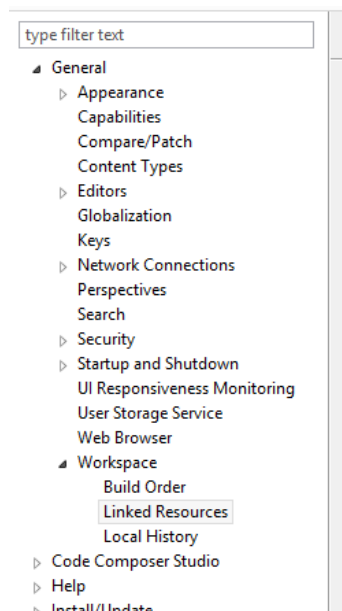 type filter text
General
Appearance
Capabilities
Compare/Patch
Content Types
Editors
Globalization
Keys
Network Connections
Perspectives
Search
Security
Startup and Shutdown
UI Responsiveness Monitoring
User Storage Service
Web Browser
Workspace
Build Order
Linked Resources
Local History
Code Composer Studio
Help
Install/Update